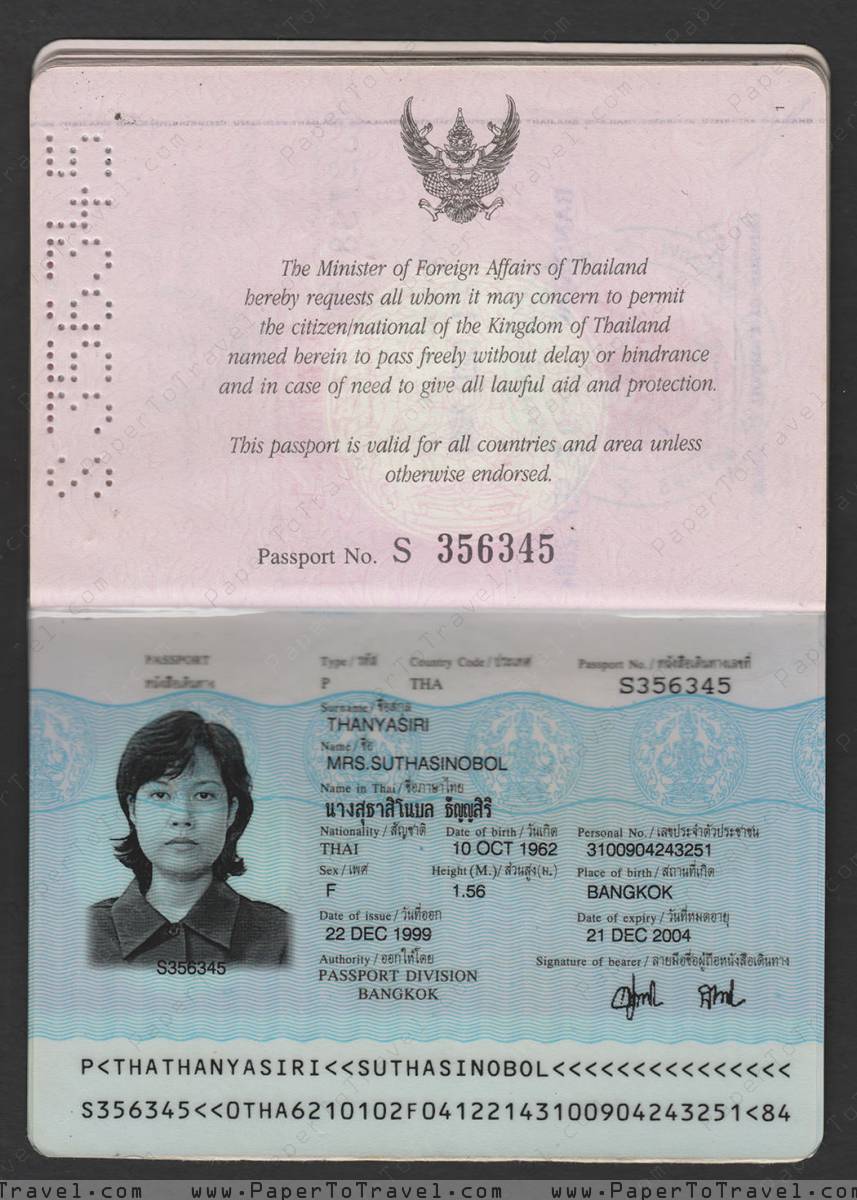 S 356345
The Minister of Foreign Affairs of Thailand
hereby requests all whom it may concern to permit
the citizen/national of the Kingdom of Thailand
named herein to pass freely without delay or hindrance
and in case of need to give all lawful aid and protection.
This passport is valid for all countries and area unless
otherwise endorsed.
Passport No. S 356345
PASSPORT
หนังสือเดินทาง
Type / รหัส Country Code / ประเทศ Passport No. / หนังสือเดินทางเลขที่
P THA S356345
Surname / ชื่อสกุล
THANYASIRI
Name / ชื่อ
MRS.SUTHASINOBOL
Name in Thai / ชื่อภาษาไทย
นางสุธาสิโนบล ธัญญสิริ
Nationality / สัญชาติ Date of birth / วันเกิด Personal No. / เลขประจำตัวประชาชน
THAI 10 OCT 1962 3100904243251
Sex / เพศ Height (M.) / ส่วนสูง (ม.) Place of birth / สถานที่เกิด
F 1.56 BANGKOK
Date of issue / วันที่ออก Date of expiry / วันที่หมดอายุ
22 DEC 1999 21 DEC 2004
Authority / ออกให้โดย Signature of bearer / ลายมือชื่อผู้ถือหนังสือเดินทาง
PASSPORT DIVISION
BANGKOK
S356345
P<THATHANYASIRI<<SUTHASINOBOL<<<<<<<<<<<<<<<
S356345<<0THA6210102F04122143100904243251<84
Travel.com www.PaperToTravel.com www.PaperToTravel.com